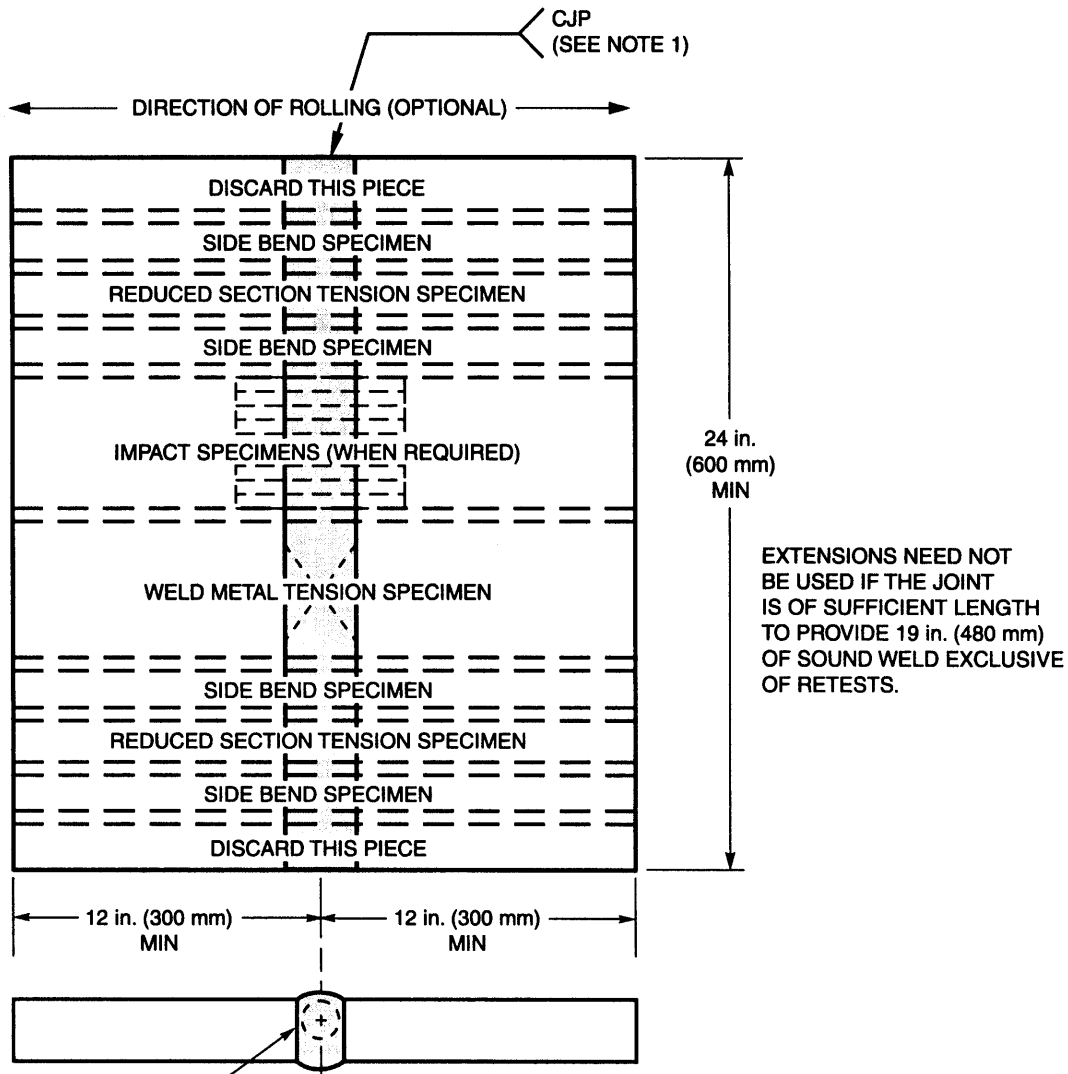 CJP
(SEE NOTE 1)
DIRECTION OF ROLLING (OPTIONAL)
DISCARD THIS PIECE
SIDE BEND SPECIMEN
REDUCED SECTION TENSION SPECIMEN
SIDE BEND SPECIMEN
IMPACT SPECIMENS (WHEN REQUIRED)
24 in.
(600 mm)
MIN
EXTENSIONS NEED NOT
BE USED IF THE JOINT
IS OF SUFFICIENT LENGTH
TO PROVIDE 19 in. (480 mm)
OF SOUND WELD EXCLUSIVE
OF RETESTS.
WELD METAL TENSION SPECIMEN
SIDE BEND SPECIMEN
REDUCED SECTION TENSION SPECIMEN
SIDE BEND SPECIMEN
DISCARD THIS PIECE
12 in. (300 mm)
MIN
12 in. (300 mm)
MIN